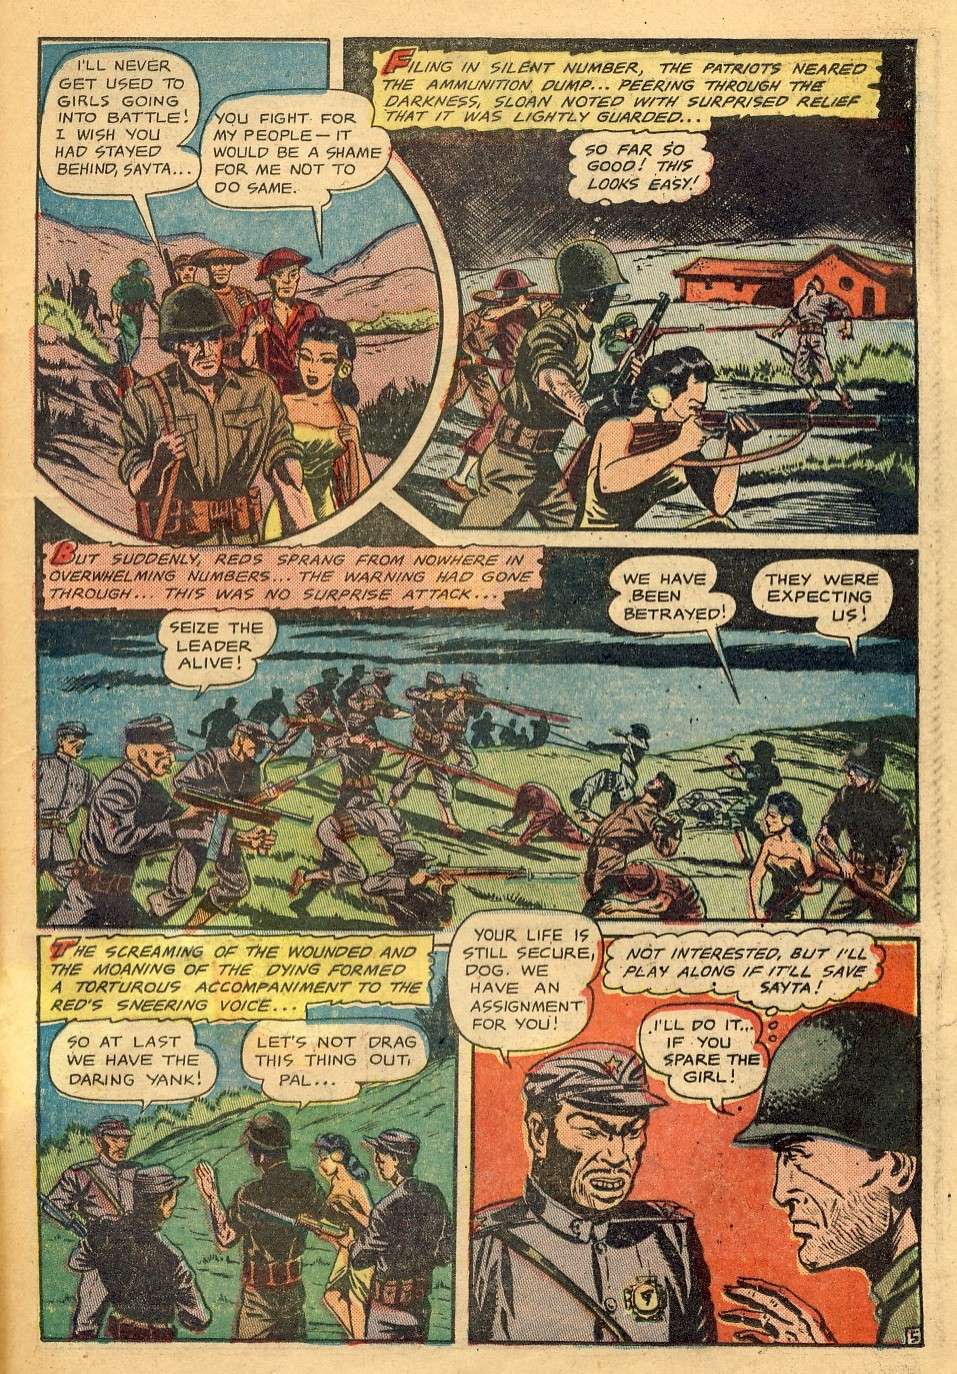 I'LL NEVER
GET USED TO
GIRLS GOING
INTO BATTLE!
I WISH YOU
HAD STAYED
BEHIND, SAYTA...
YOU FIGHT FOR
MY PEOPLE — IT
WOULD BE A SHAME
FOR ME NOT TO
DO SAME.
FILING IN SILENT NUMBER, THE PATRIOTS NEARED
THE AMMUNITION DUMP... PEERING THROUGH THE
DARKNESS, SLOAN NOTED WITH SURPRISED RELIEF
THAT IT WAS LIGHTLY GUARDED...
SO FAR SO
GOOD! THIS
LOOKS EASY!
BUT SUDDENLY, REDS SPRANG FROM NOWHERE IN
OVERWHELMING NUMBERS... THE WARNING HAD GONE
THROUGH... THIS WAS NO SURPRISE ATTACK...
SEIZE THE
LEADER
ALIVE!
WE HAVE
BEEN
BETRAYED!
THEY WERE
EXPECTING
US!
THE SCREAMING OF THE WOUNDED AND
THE MOANING OF THE DYING FORMED
A TORTUROUS ACCOMPANIMENT TO THE
RED'S SNEERING VOICE...
SO AT LAST
WE HAVE THE
DARING YANK!
LET'S NOT DRAG
THIS THING OUT,
PAL...
YOUR LIFE IS
STILL SECURE,
DOG. WE
HAVE AN
ASSIGNMENT
FOR YOU!
NOT INTERESTED, BUT I'LL
PLAY ALONG IF IT'LL SAVE
SAYTA!
I'LL DO IT...
IF YOU
SPARE THE
GIRL!
5